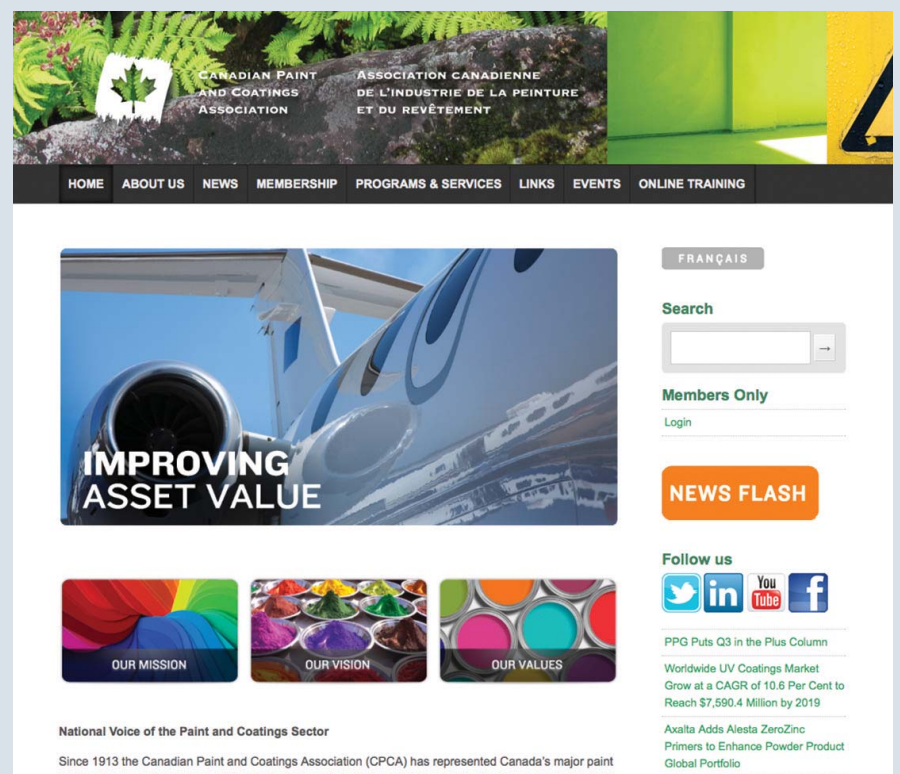 CANADIAN PAINT
AND COATINGS
ASSOCIATION
ASSOCIATION CANADIENNE
DE L'INDUSTRIE DE LA PEINTURE
ET DU REVÊTEMENT
HOME ABOUT US NEWS MEMBERSHIP PROGRAMS & SERVICES LINKS EVENTS ONLINE TRAINING
IMPROVING
ASSET VALUE
OUR MISSION OUR VISION OUR VALUES
National Voice of the Paint and Coatings Sector
Since 1913 the Canadian Paint and Coatings Association (CPCA) has represented Canada's major paint
FRANÇAIS
Search
→
Members Only
Login
NEWS FLASH
Follow us
in You Tube f
PPG Puts Q3 in the Plus Column
Worldwide UV Coatings Market
Grow at a CAGR of 10.6 Per Cent to
Reach $7,590.4 Million by 2019
Axalta Adds Alesta ZeroZinc
Primers to Enhance Powder Product
Global Portfolio